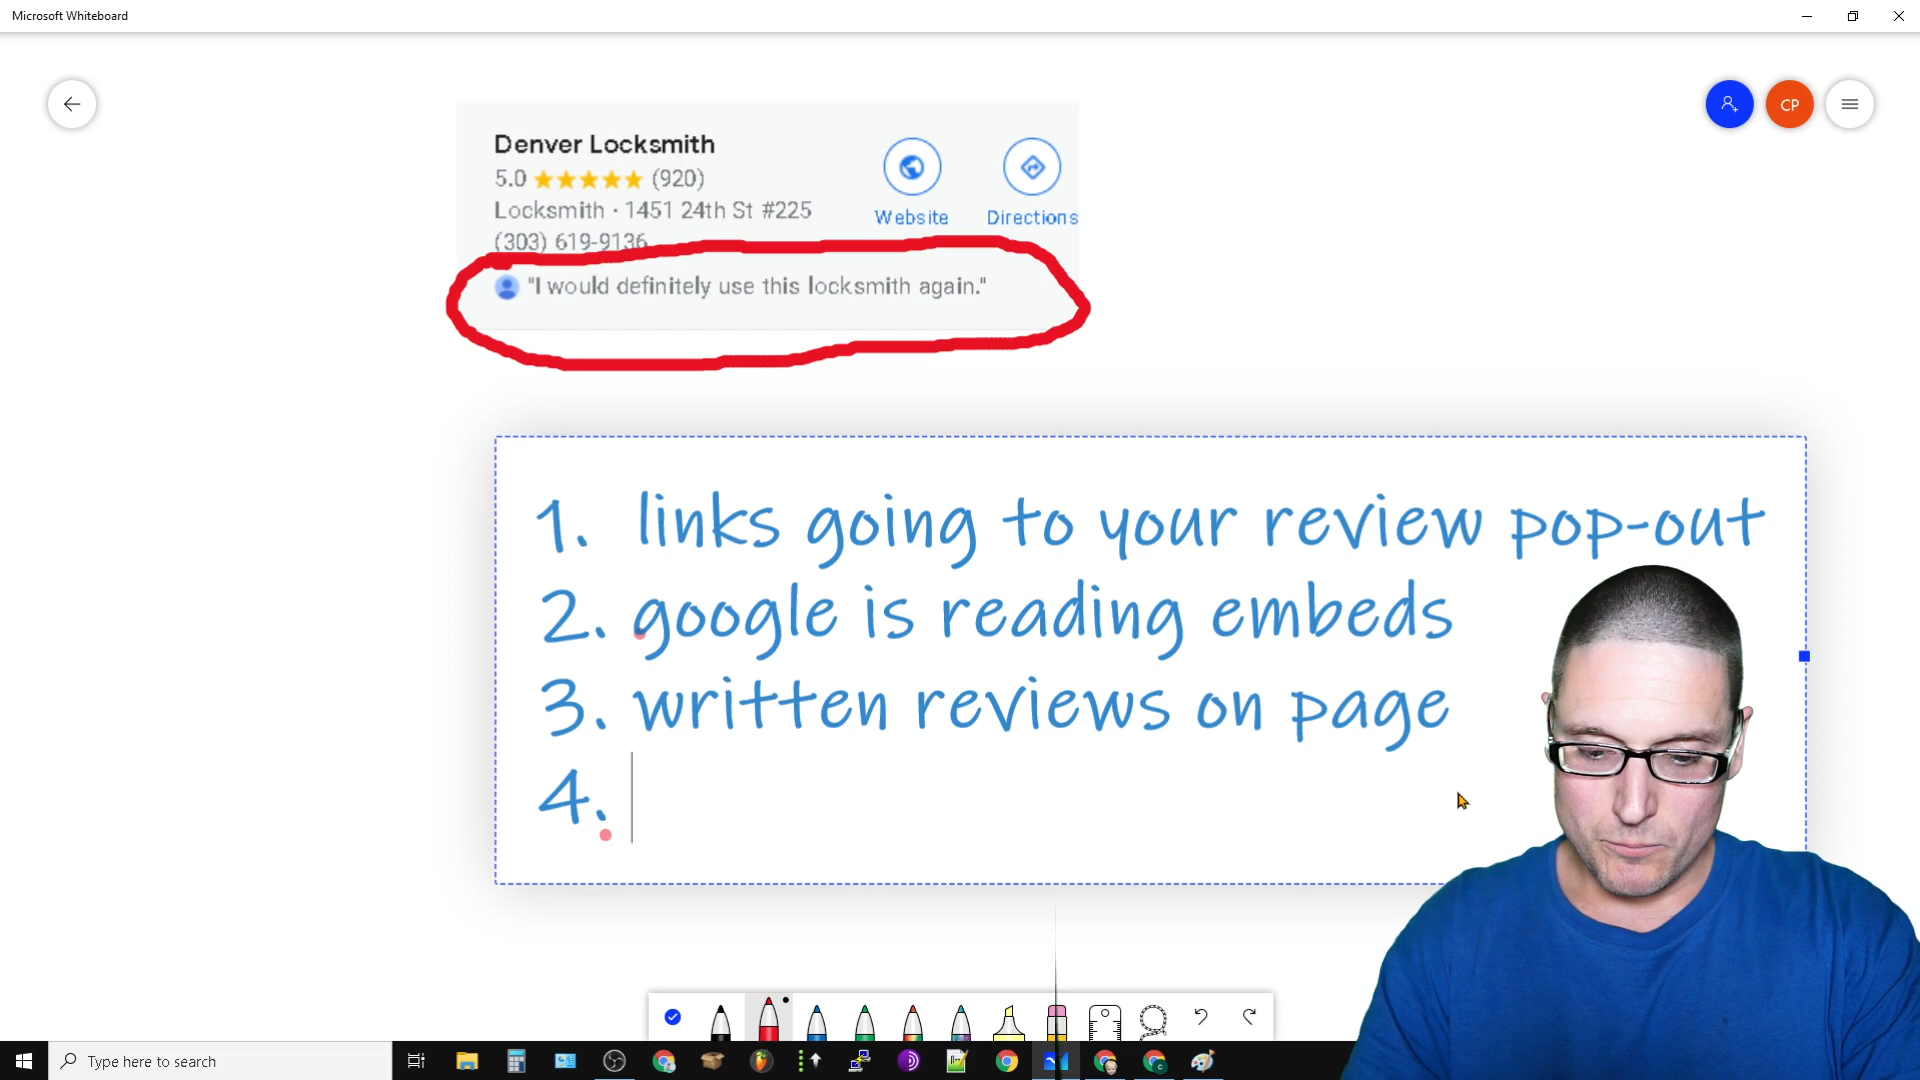 Microsoft Whiteboard
CP
Denver Locksmith
5.0 (920)
Locksmith · 1451 24th St #225
(303) 619-9136
Website
Directions
"I would definitely use this locksmith again."
1. links going to your review pop-out
2. google is reading embeds
3. written reviews on page
4.
Type here to search